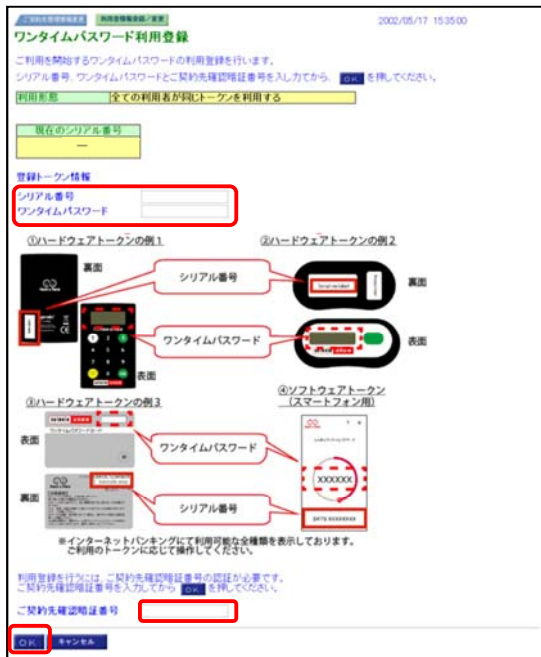 ご契約先管理情報変更 利用者情報登録/変更
2002/05/17 15:35:00
ワンタイムパスワード利用登録
ご利用を開始するワンタイムパスワードの利用登録を行います。
シリアル番号、ワンタイムパスワードとご契約先確認暗証番号を入力してから、 OK を押してください。
利用形態 全ての利用者が同じトークンを利用する
現在のシリアル番号
—
登録トークン情報
シリアル番号
ワンタイムパスワード
①ハードウェアトークンの例1
②ハードウェアトークンの例2
裏面
シリアル番号
裏面
ワンタイムパスワード
表面
表面
③ハードウェアトークンの例3
④ソフトウェアトークン
(スマートフォン用)
表面
ワンタイムパスワード
XXXXXX
裏面
シリアル番号
※インターネットバンキングにて利用可能な全種類を表示しております。
ご利用のトークンに応じて操作してください。
利用登録を行うには、ご契約先確認暗証番号の認証が必要です。
ご契約先確認暗証番号を入力してから OK を押してください。
ご契約先確認暗証番号
OK キャンセル